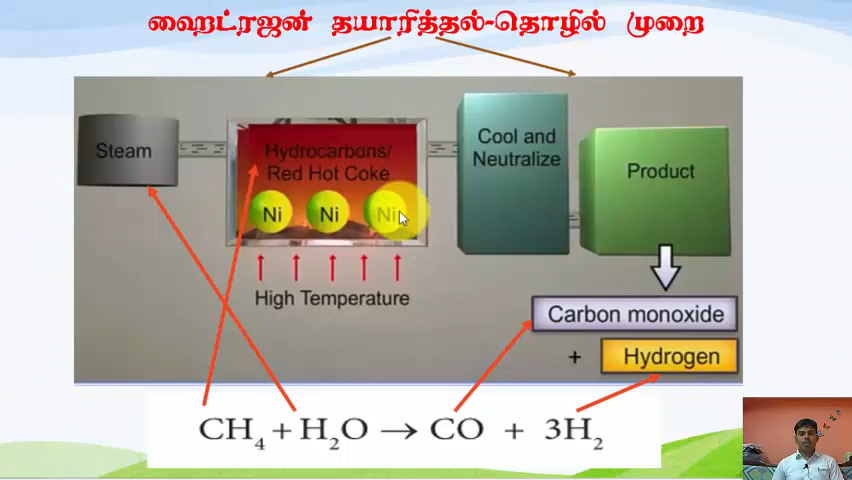 ஹைட்ரஜன் தயாரித்தல்-தொழில் முறை
Steam
Hydrocarbons/
Red Hot Coke
Ni Ni Ni
High Temperature
Cool and
Neutralize
Product
Carbon monoxide
+ Hydrogen
CH₄ + H₂O → CO + 3H₂